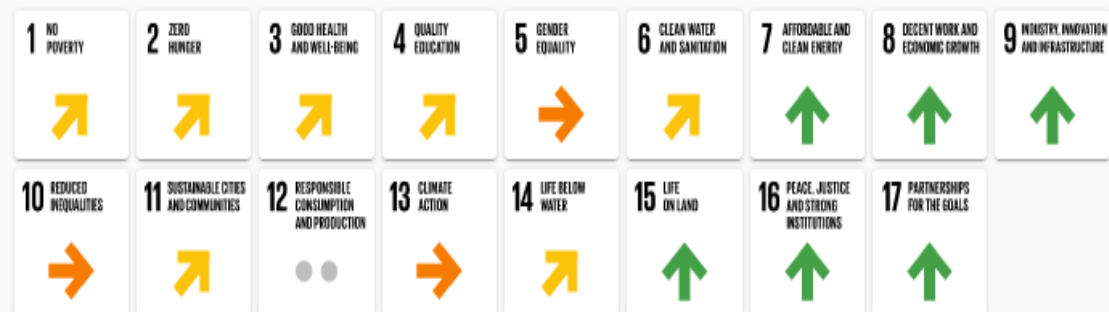 1 NO
POVERTY
2 ZERO
HUNGER
3 GOOD HEALTH
AND WELL-BEING
4 QUALITY
EDUCATION
5 GENDER
EQUALITY
6 CLEAN WATER
AND SANITATION
7 AFFORDABLE AND
CLEAN ENERGY
8 DECENT WORK AND
ECONOMIC GROWTH
9 INDUSTRY, INNOVATION
AND INFRASTRUCTURE
10 REDUCED
INEQUALITIES
11 SUSTAINABLE CITIES
AND COMMUNITIES
12 RESPONSIBLE
CONSUMPTION
AND PRODUCTION
13 CLIMATE
ACTION
14 LIFE BELOW
WATER
15 LIFE
ON LAND
16 PEACE, JUSTICE
AND STRONG
INSTITUTIONS
17 PARTNERSHIPS
FOR THE GOALS